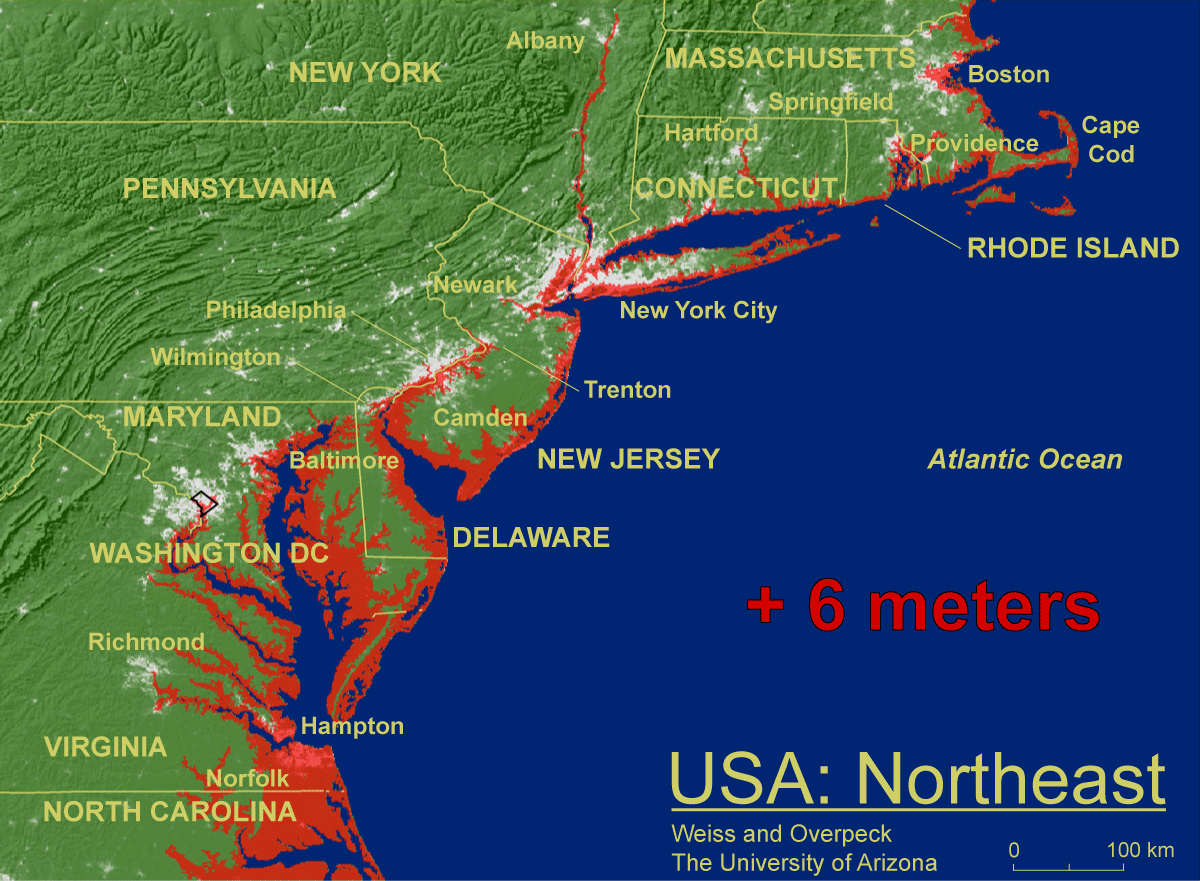 Albany
MASSACHUSETTS
NEW YORK
Boston
Springfield
Cape
Cod
Hartford
Providence
PENNSYLVANIA
CONNECTICUT
RHODE ISLAND
Newark
Philadelphia
New York City
Wilmington
Trenton
MARYLAND
Camden
Baltimore
NEW JERSEY
Atlantic Ocean
DELAWARE
WASHINGTON DC
+ 6 meters
Richmond
Hampton
VIRGINIA
Norfolk
NORTH CAROLINA
USA: Northeast
Weiss and Overpeck
The University of Arizona
0 100 km